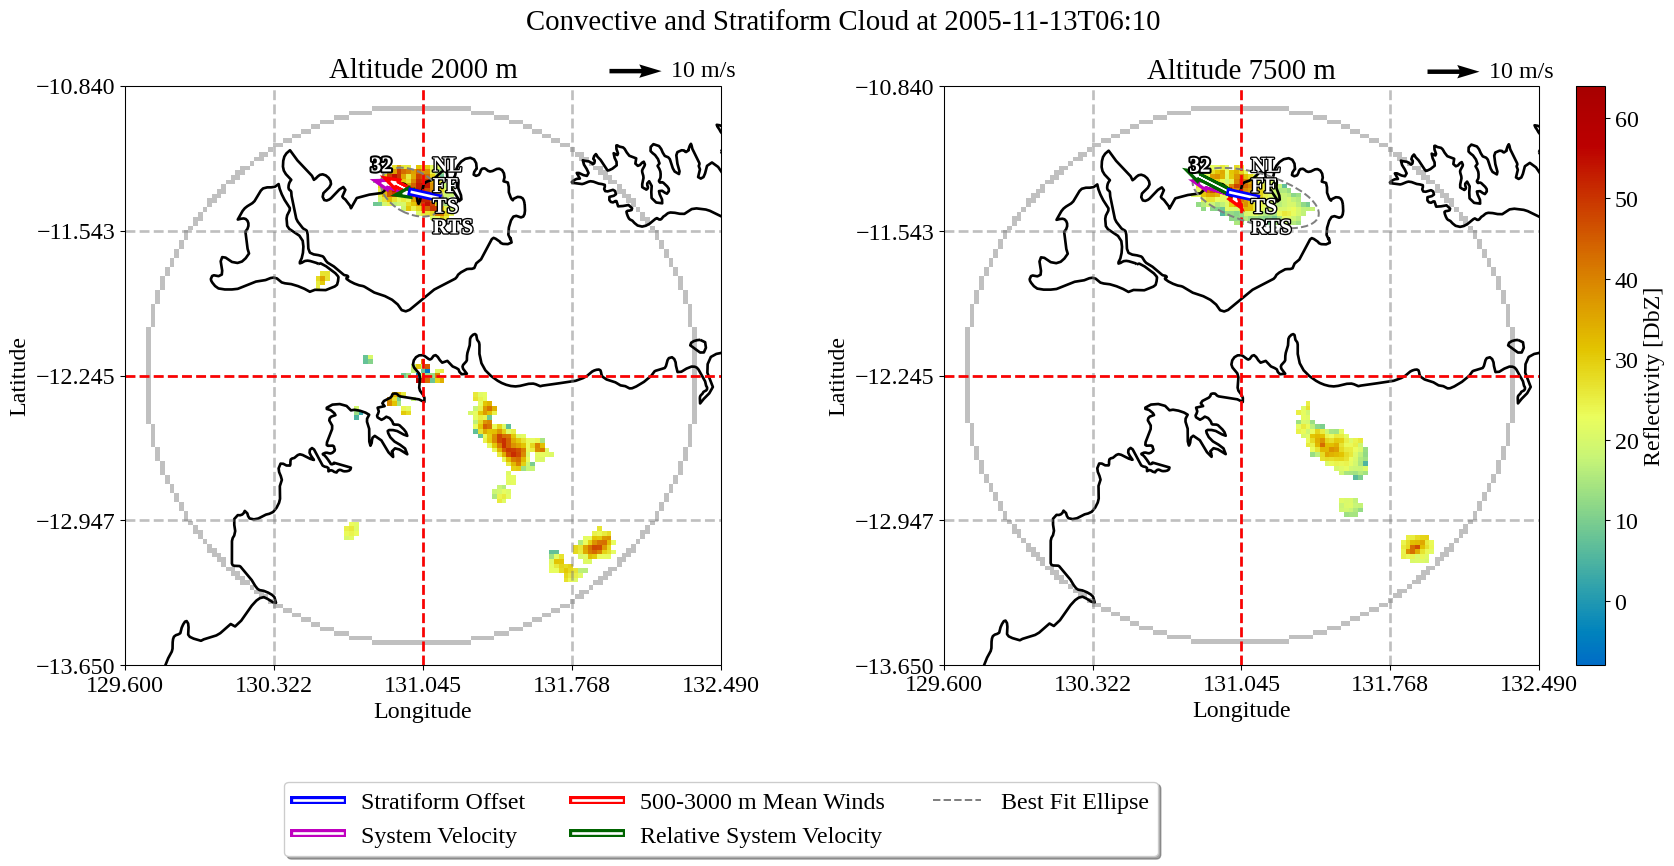 Convective and Stratiform Cloud at 2005-11-13T06:10
Altitude 2000 m
10 m/s
Altitude 7500 m
10 m/s
−10.840
−11.543
−12.245
−12.947
−13.650
Latitude
129.600
130.322
131.045
131.768
132.490
Longitude
32
NL
FF
TS
RTS
−10.840
−11.543
−12.245
−12.947
−13.650
Latitude
129.600
130.322
131.045
131.768
132.490
Longitude
32
NL
FF
TS
RTS
60
50
40
30
20
10
0
Reflectivity [DbZ]
Stratiform Offset
500-3000 m Mean Winds
Best Fit Ellipse
System Velocity
Relative System Velocity